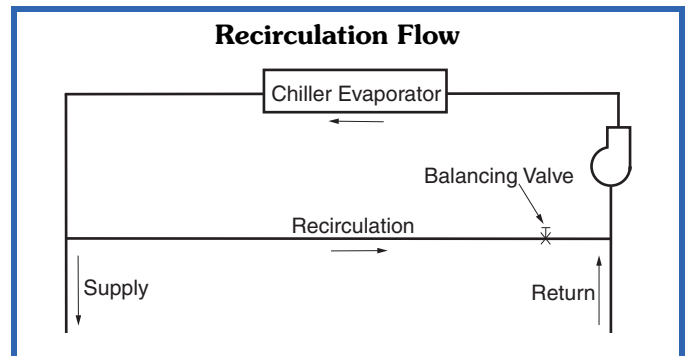 Recirculation Flow
Chiller Evaporator
Balancing Valve
Recirculation
Supply
Return